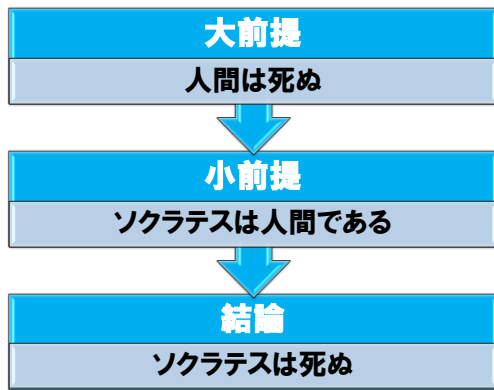 大前提
人間は死ぬ
小前提
ソクラテスは人間である
結論
ソクラテスは死ぬ